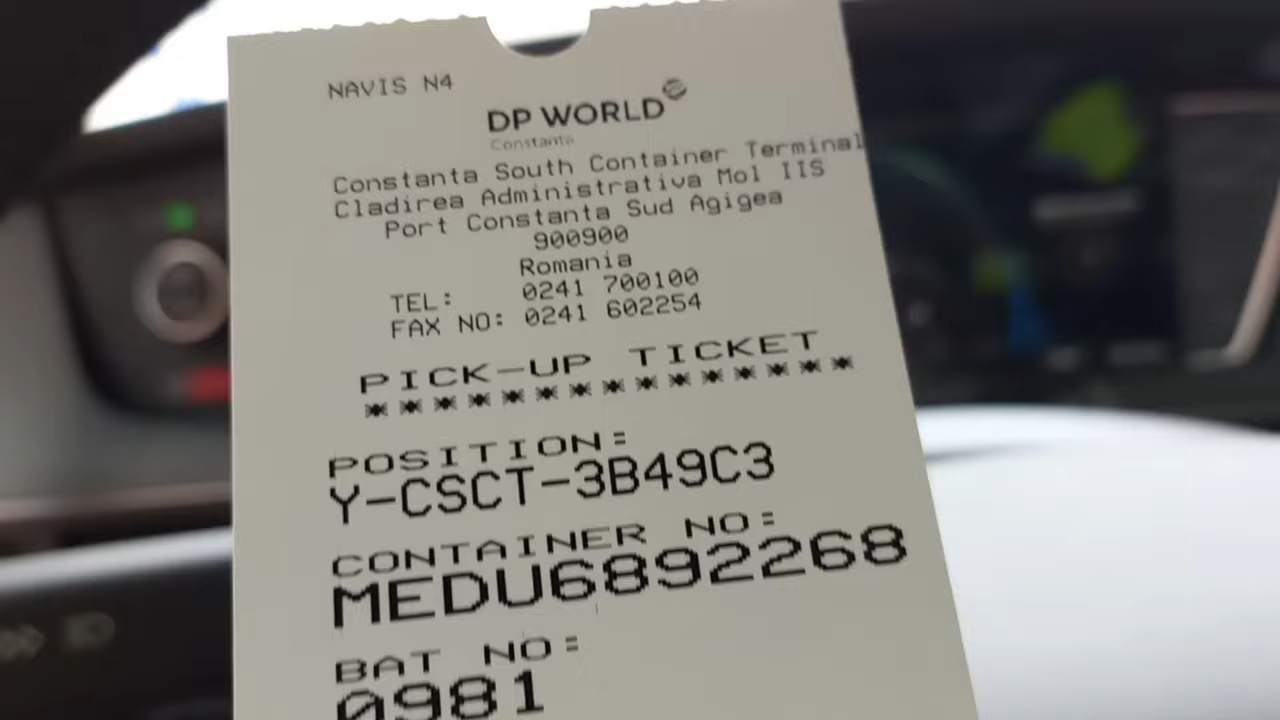 NAVIS N4
DP WORLD
Constanta
Constanta South Container Terminal
Cladirea Administrativa Mol IIS
Port Constanta Sud Agigea
900900
Romania
TEL: 0241 700100
FAX NO: 0241 602254
PICK-UP TICKET
*************** 
POSITION:
Y-CSCT-3B49C3
CONTAINER NO:
MEDU6892268
BAT NO:
0981